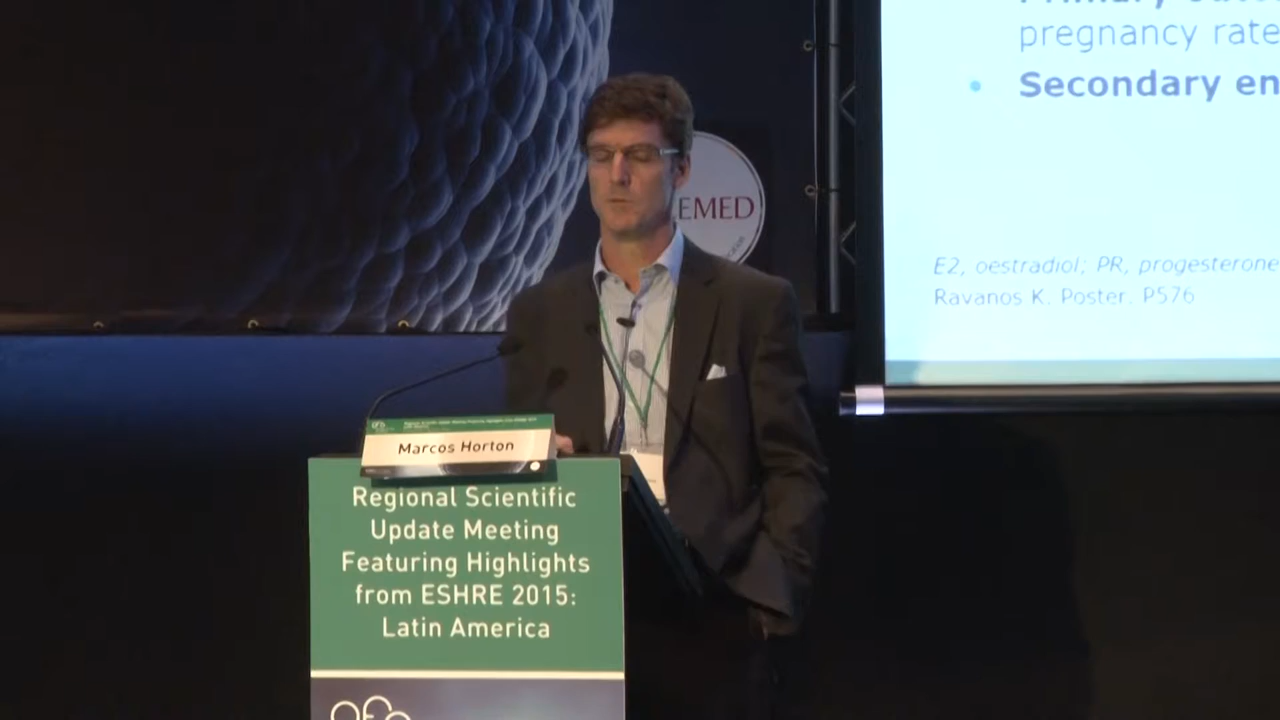 pregnancy rate
Secondary en
E2, oestradiol; PR, progesterone
Ravanos K. Poster. P576
EMED
Marcos Horton
Regional Scientific
Update Meeting
Featuring Highlights
from ESHRE 2015:
Latin America